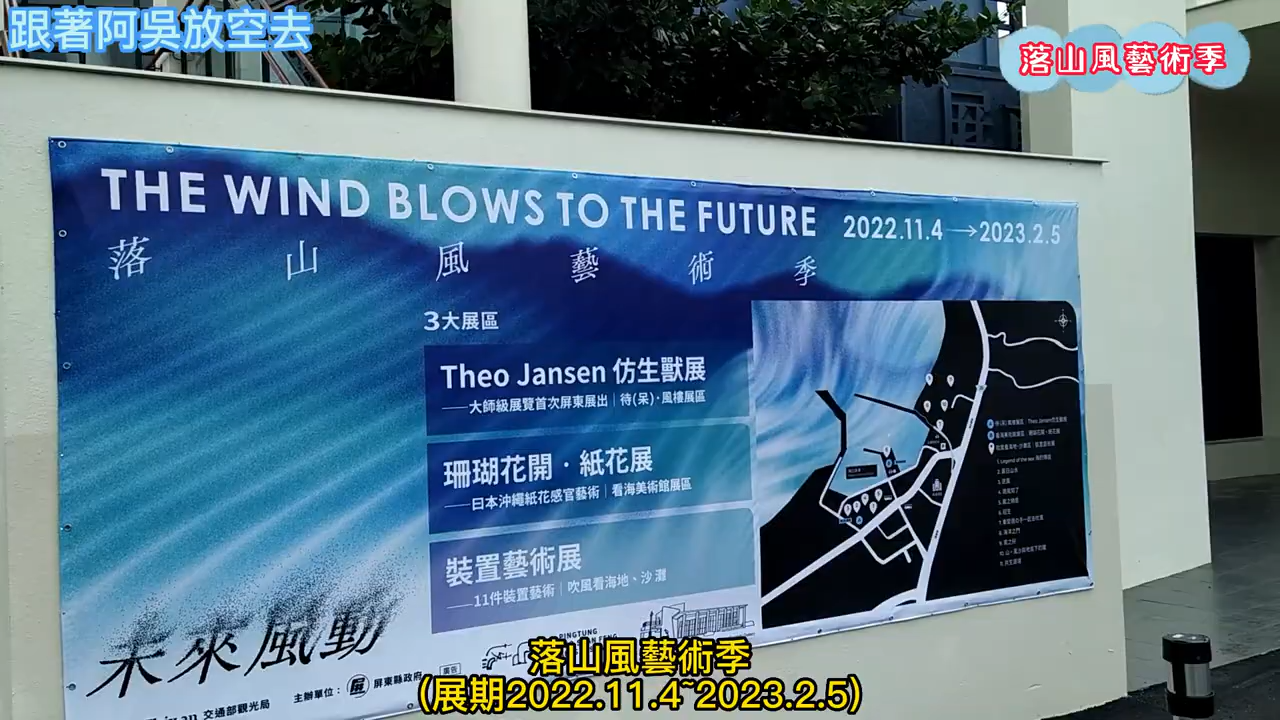 跟著阿吳放空去
落山風藝術季
THE WIND BLOWS TO THE FUTURE 2022.11.4→2023.2.5
落山風藝術季
3大展區
Theo Jansen 仿生獸展
——大師級展覽首次屏東展出｜待(呆)·風樓展區
珊瑚花開·紙花展
——日本沖繩紙花感官藝術｜看海美術館展區
裝置藝術展
——11件裝置藝術｜吹風看海地、沙灘
未來風動
PINGTUNG
主辦單位：屏東縣政府
廣告
交通部觀光局
落山風藝術季
(展期2022.11.4~2023.2.5)